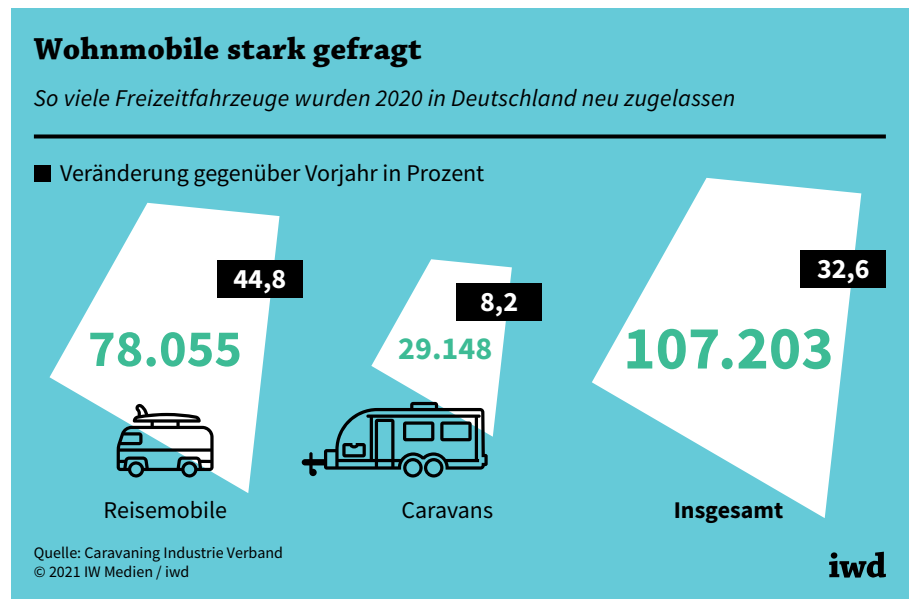 Wohnmobile stark gefragt
So viele Freizeitfahrzeuge wurden 2020 in Deutschland neu zugelassen
Veränderung gegenüber Vorjahr in Prozent
44,8
78.055
Reisemobile
8,2
29.148
Caravans
32,6
107.203
Insgesamt
Quelle: Caravaning Industrie Verband
© 2021 IW Medien / iwd
iwd